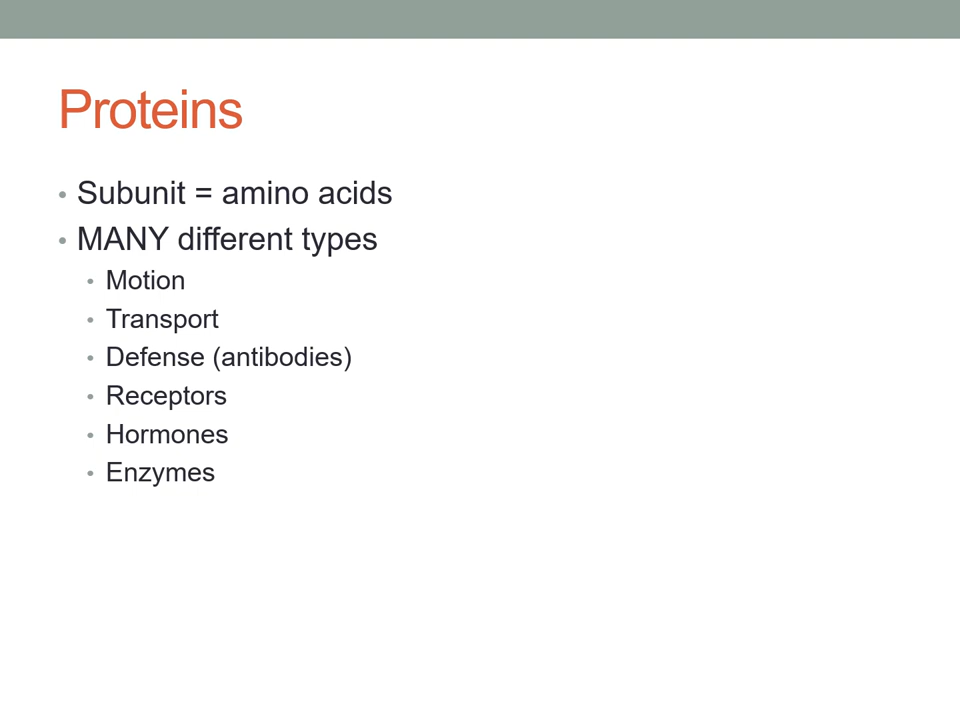 Proteins
• Subunit = amino acids
• MANY different types
• Motion
• Transport
• Defense (antibodies)
• Receptors
• Hormones
• Enzymes